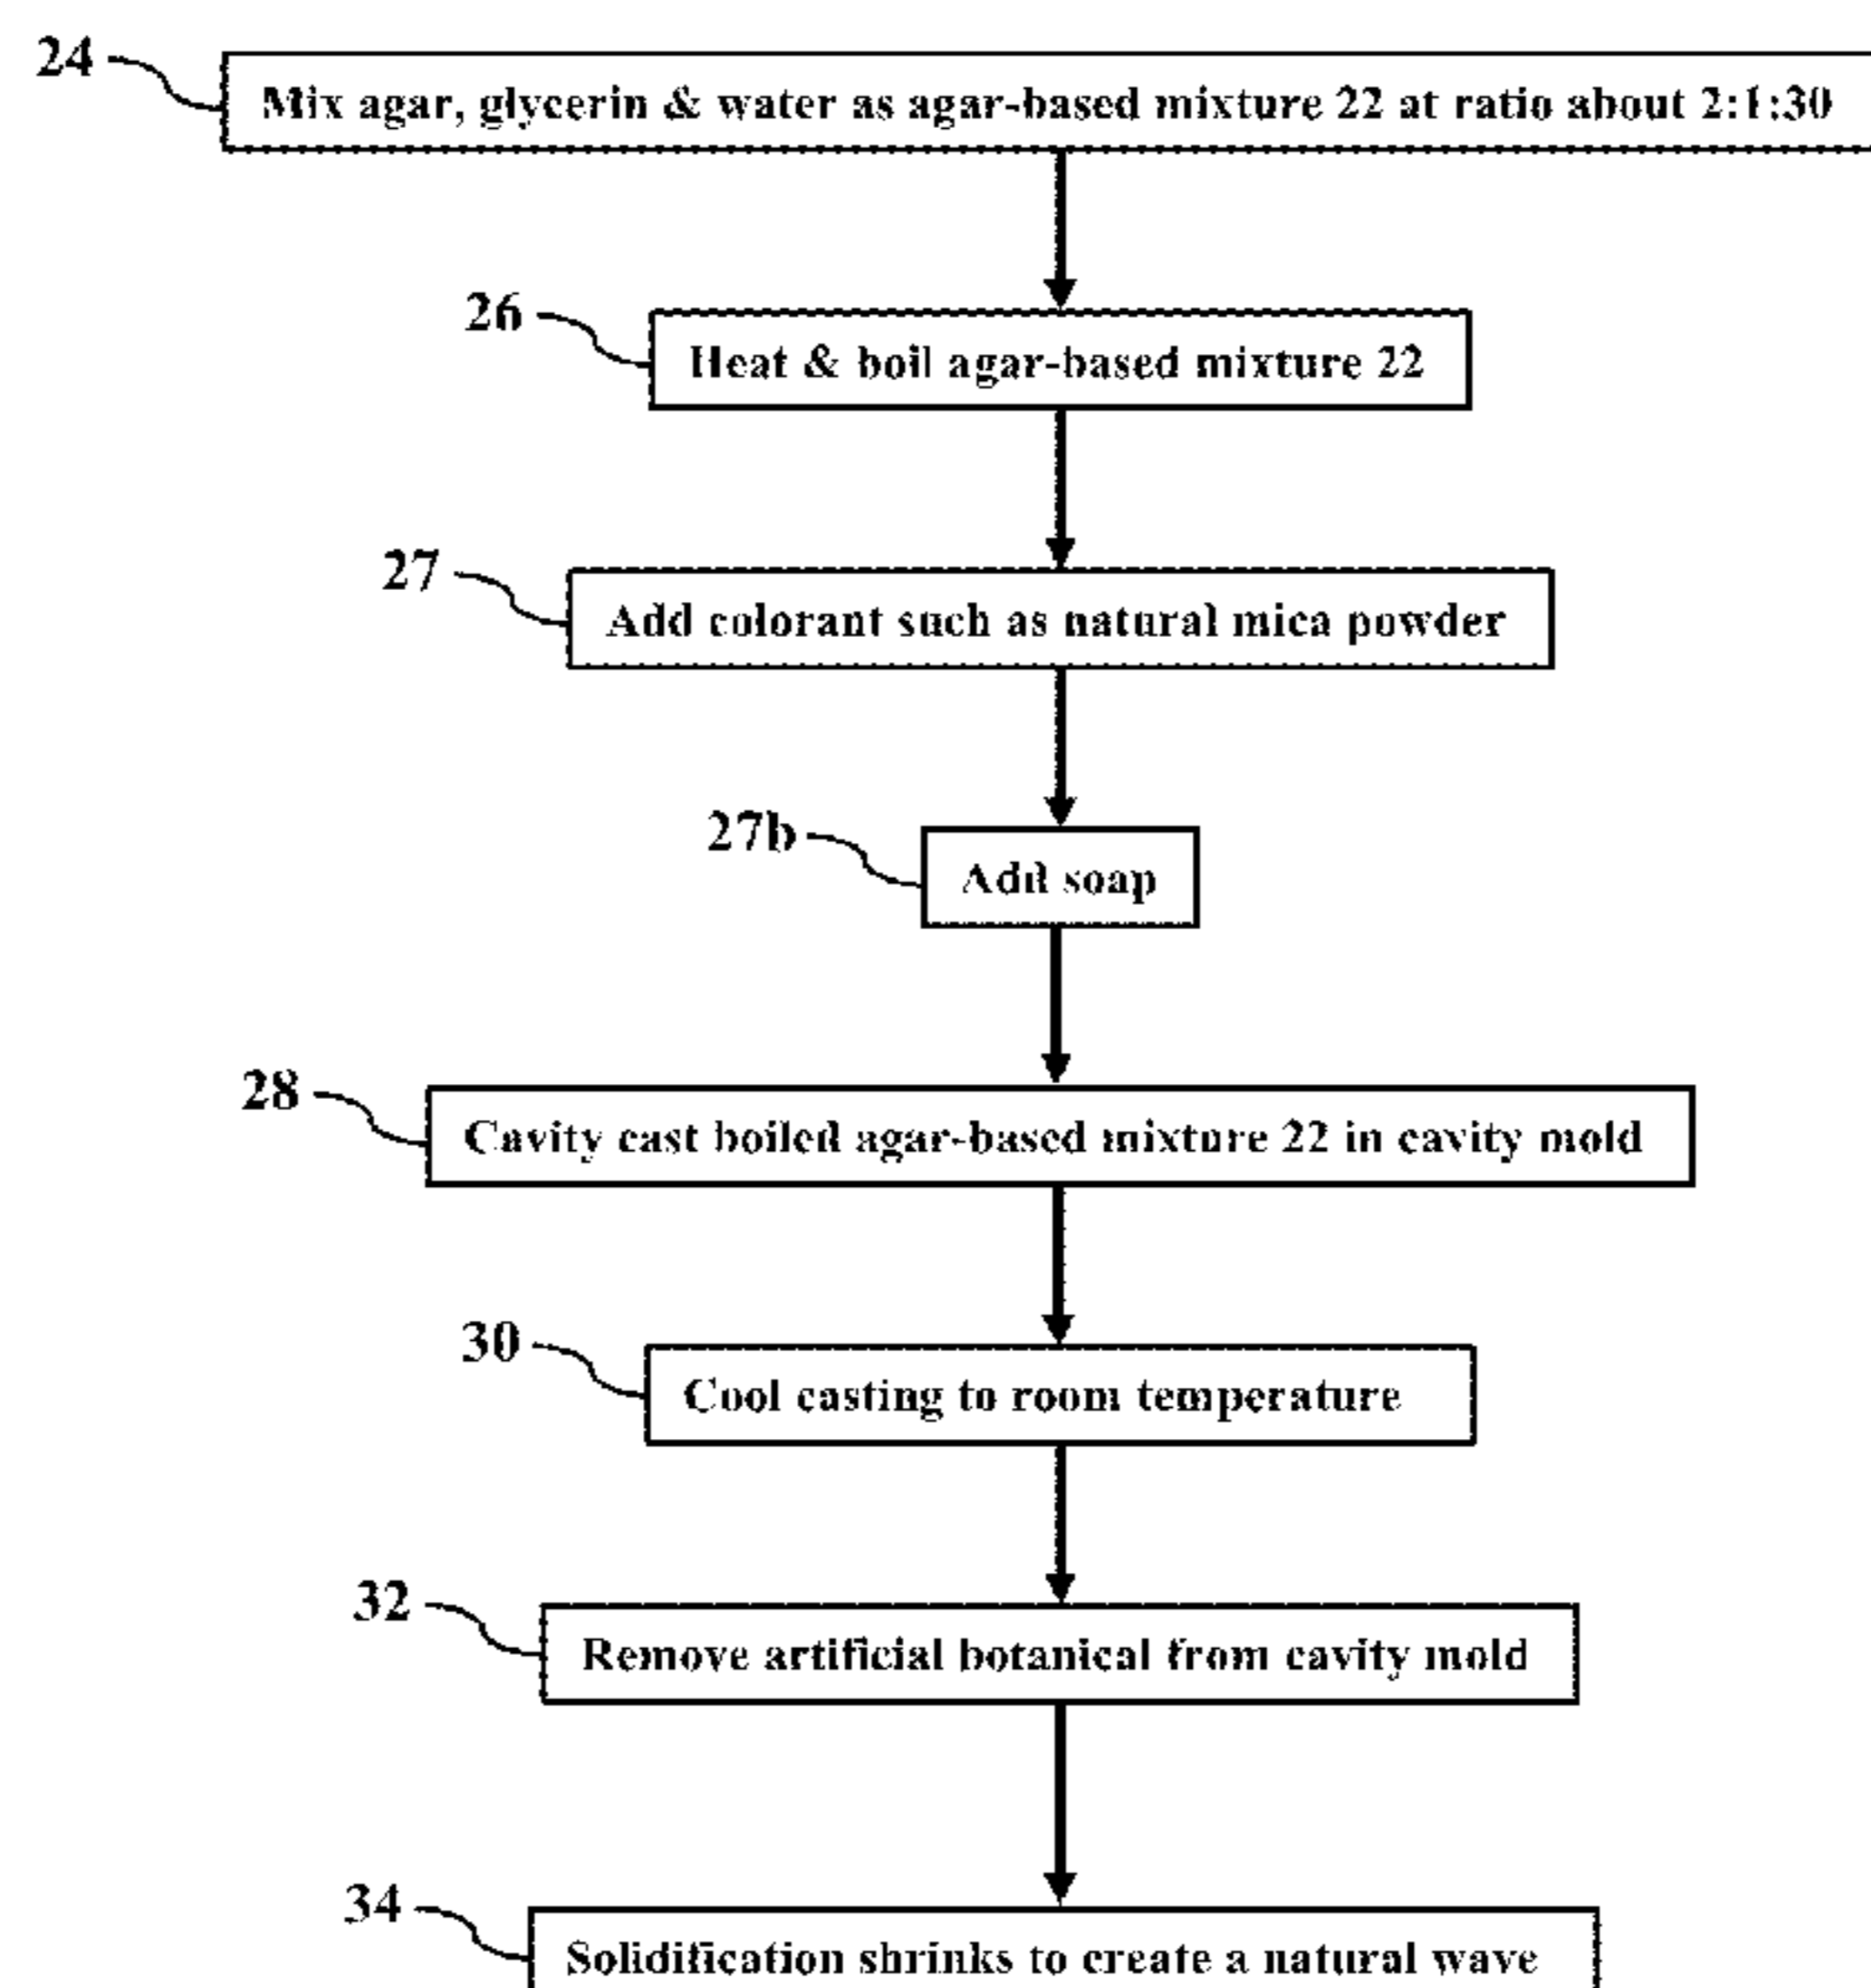 24
Mix agar, glycerin & water as agar-based mixture 22 at ratio about 2:1:30
26
Heat & boil agar-based mixture 22
27
Add colorant such as natural mica powder
27b
Add soap
28
Cavity cast boiled agar-based mixture 22 in cavity mold
30
Cool casting to room temperature
32
Remove artificial botanical from cavity mold
34
Solidification shrinks to create a natural wave